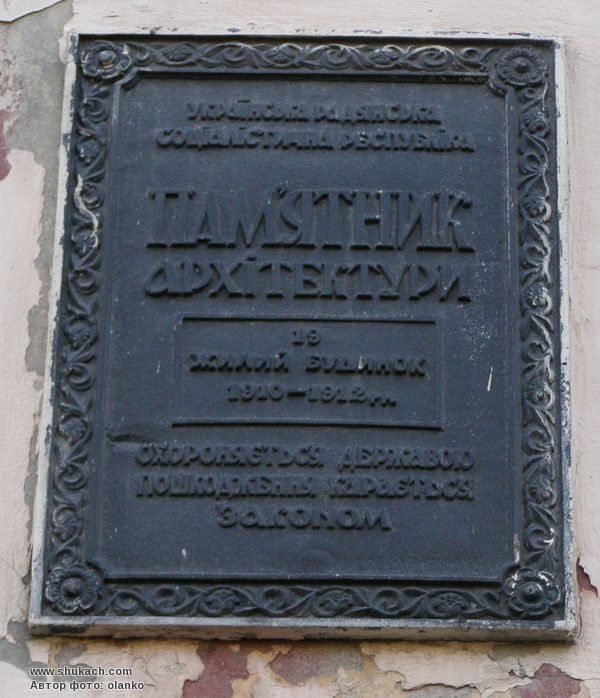 УКРАЇНСЬКА РАДЯНСЬКА
СОЦІАЛІСТИЧНА РЕСПУБЛІКА
ПАМ'ЯТНИК
АРХІТЕКТУРИ
19
ЖИЛИЙ БУДИНОК
1910–1912 рр.
ОХОРОНЯЄТЬСЯ ДЕРЖАВОЮ
ПОШКОДЖЕННЯ КАРАЄТЬСЯ
ЗАКОНОМ
www.shukach.com
Автор фото: olanko